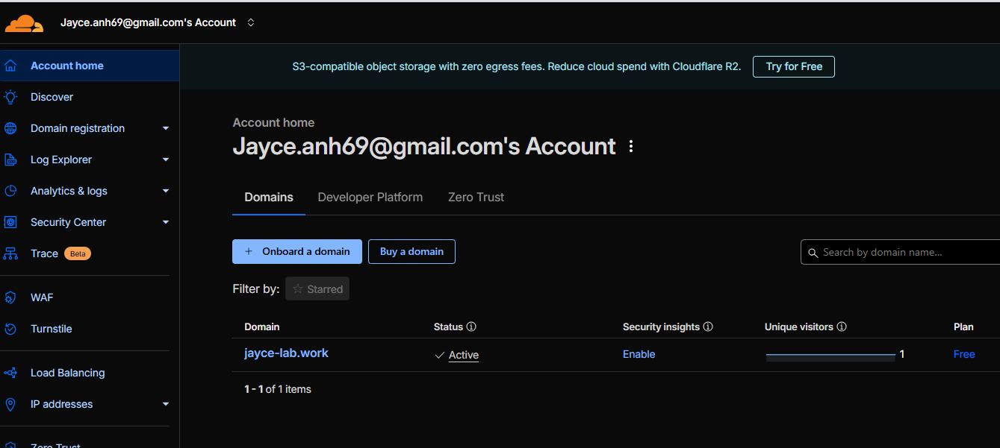 Jayce.anh69@gmail.com's Account
Account home
Discover
Domain registration
Log Explorer
Analytics & logs
Security Center
Trace Beta
WAF
Turnstile
Load Balancing
IP addresses
Zero Trust
S3-compatible object storage with zero egress fees. Reduce cloud spend with Cloudflare R2. Try for Free
Account home
Jayce.anh69@gmail.com's Account
Domains Developer Platform Zero Trust
+ Onboard a domain Buy a domain Search by domain name...
Filter by: Starred
Domain Status Security insights Unique visitors Plan
jayce-lab.work Active Enable 1 Free
1 - 1 of 1 items